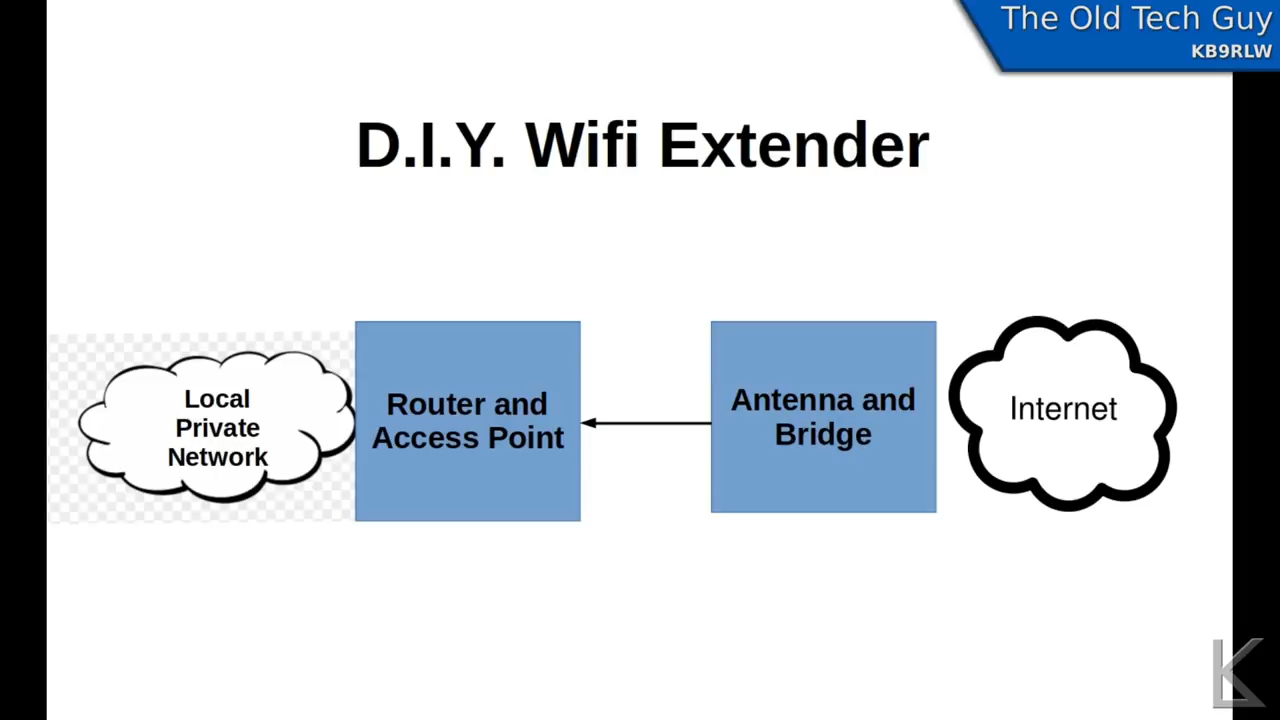 The Old Tech Guy
KB9RLW
D.I.Y. Wifi Extender
Local
Private
Network
Router and
Access Point
Antenna and
Bridge
Internet